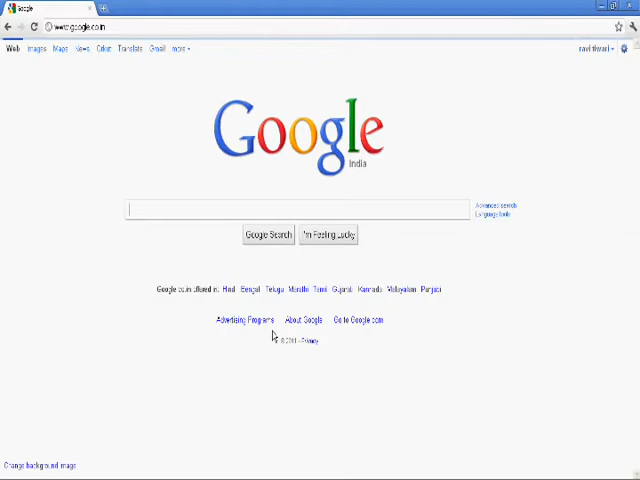 Google
www.google.co.in
Web Images Maps News Orkut Translate Gmail more
ravi tiwari
Google
India
Advanced search
Language tools
Google Search I'm Feeling Lucky
Google.co.in offered in: Hindi Bengali Telugu Marathi Tamil Gujarati Kannada Malayalam Punjabi
Advertising Programs About Google Go to Google.com
© 2011 - Privacy
Change background image